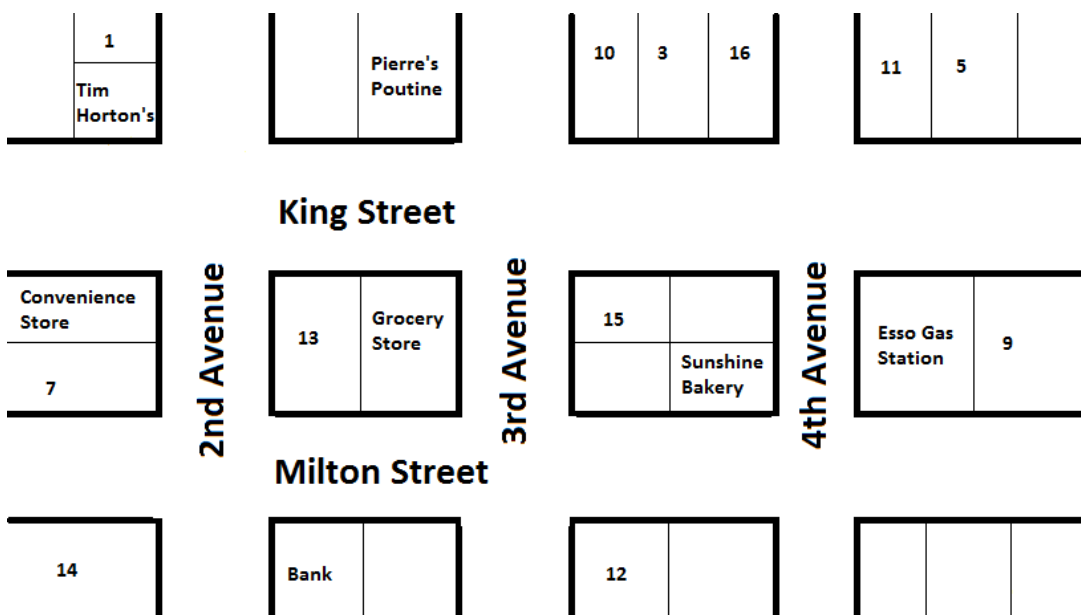 1
Tim
Horton's
Pierre's
Poutine
10
3
16
11
5
King Street
Convenience
Store
7
2nd Avenue
13
Grocery
Store
3rd Avenue
15
Sunshine
Bakery
4th Avenue
Esso Gas
Station
9
Milton Street
14
Bank
12